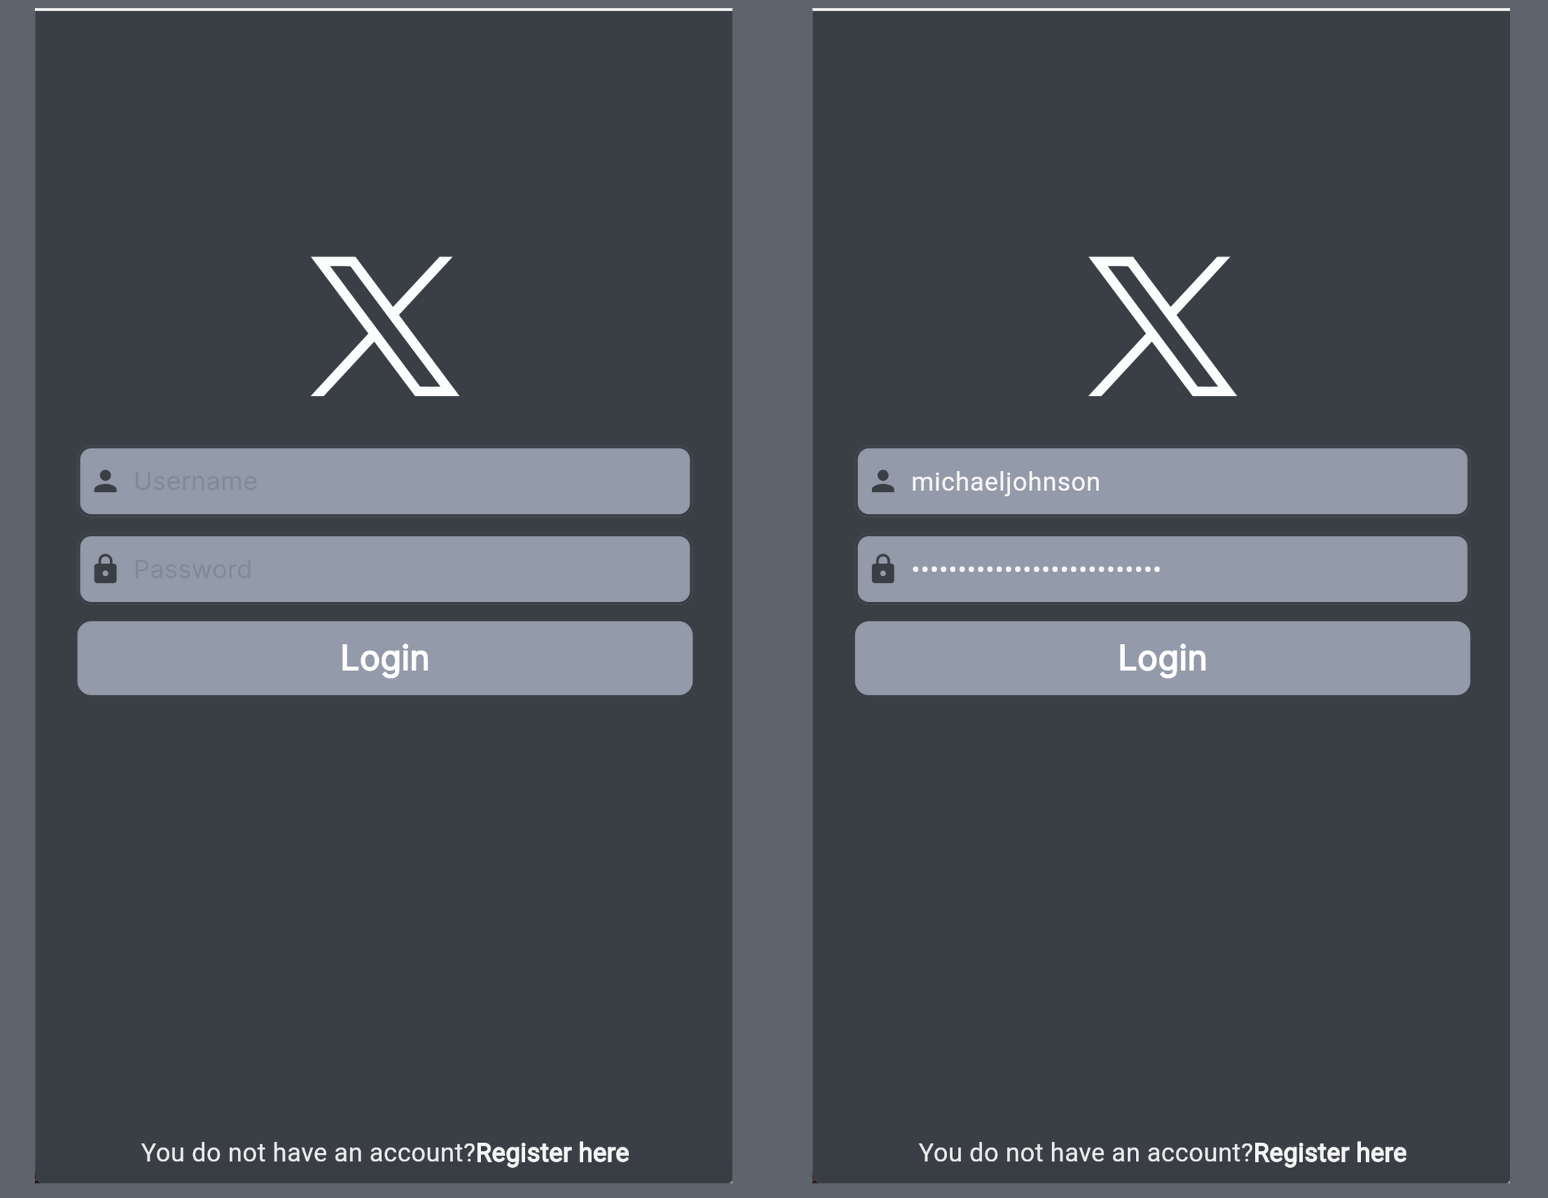 Username
Password
Login
You do not have an account?Register here
michaeljohnson
•••••••••••••••••••••••••••
Login
You do not have an account?Register here